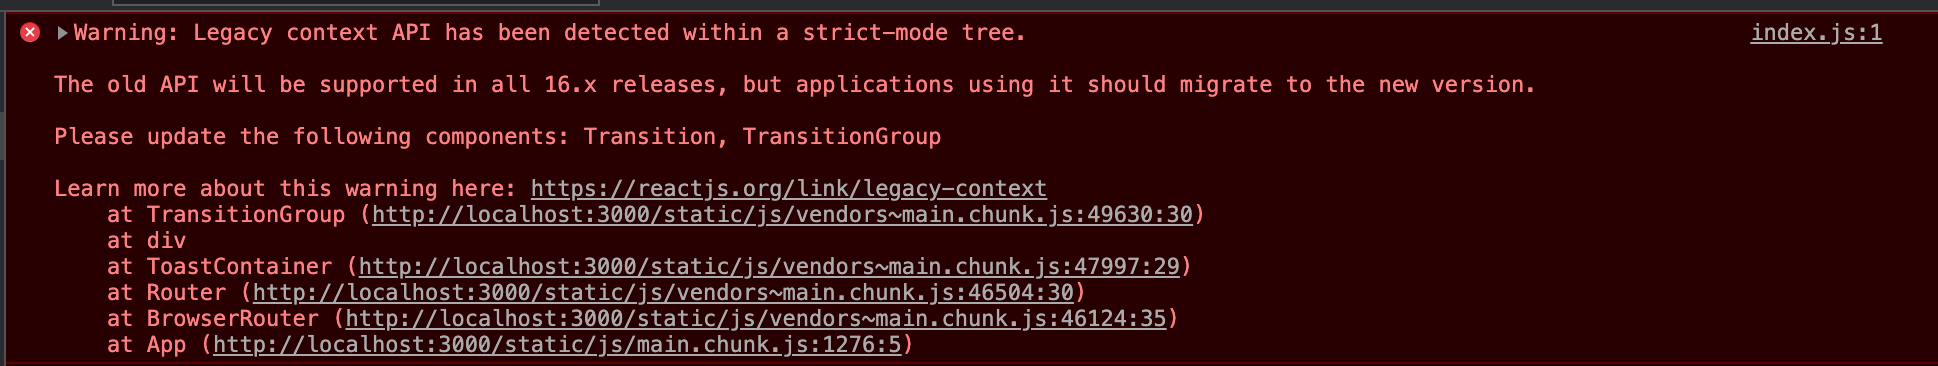 Warning: Legacy context API has been detected within a strict-mode tree. index.js:1
The old API will be supported in all 16.x releases, but applications using it should migrate to the new version.
Please update the following components: Transition, TransitionGroup
Learn more about this warning here: https://reactjs.org/link/legacy-context
at TransitionGroup (http://localhost:3000/static/js/vendors~main.chunk.js:49630:30)
at div
at ToastContainer (http://localhost:3000/static/js/vendors~main.chunk.js:47997:29)
at Router (http://localhost:3000/static/js/vendors~main.chunk.js:46504:30)
at BrowserRouter (http://localhost:3000/static/js/vendors~main.chunk.js:46124:35)
at App (http://localhost:3000/static/js/main.chunk.js:1276:5)